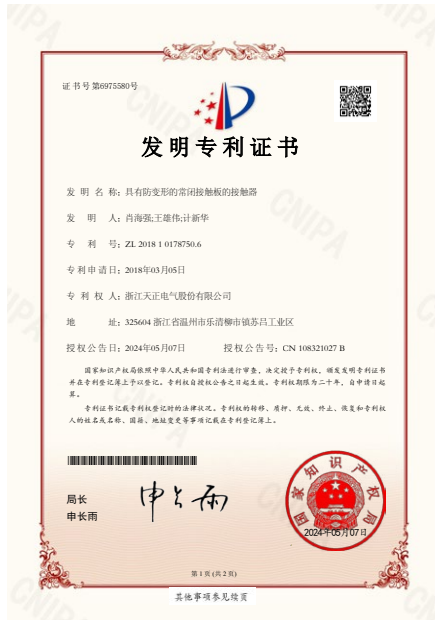 证书号第6975580号
发明专利证书
发 明 名 称：具有防变形的常闭接触板的接触器
发 明 人：肖海强;王雄伟;计新华
专 利 号：ZL 2018 1 0178750.6
专利申请日：2018年03月05日
专 利 权 人：浙江天正电气股份有限公司
地 址：325604 浙江省温州市乐清柳市镇苏吕工业区
授权公告日：2024年05月07日 授权公告号：CN 108321027 B
国家知识产权局依照中华人民共和国专利法进行审查，决定授予专利权，颁发发明专利证书
并在专利登记簿上予以登记。专利权自授权公告之日起生效。专利权期限为二十年，自申请日起
算。
专利证书记载专利权登记时的法律状况。专利权的转移、质押、无效、终止、恢复和专利权
人的姓名或名称、国籍、地址变更等事项记载在专利登记簿上。
局长
申长雨
申长雨
国家知识产权局
2024年05月07日
第 1 页 (共 2 页)
其他事项参见续页
CNIPA